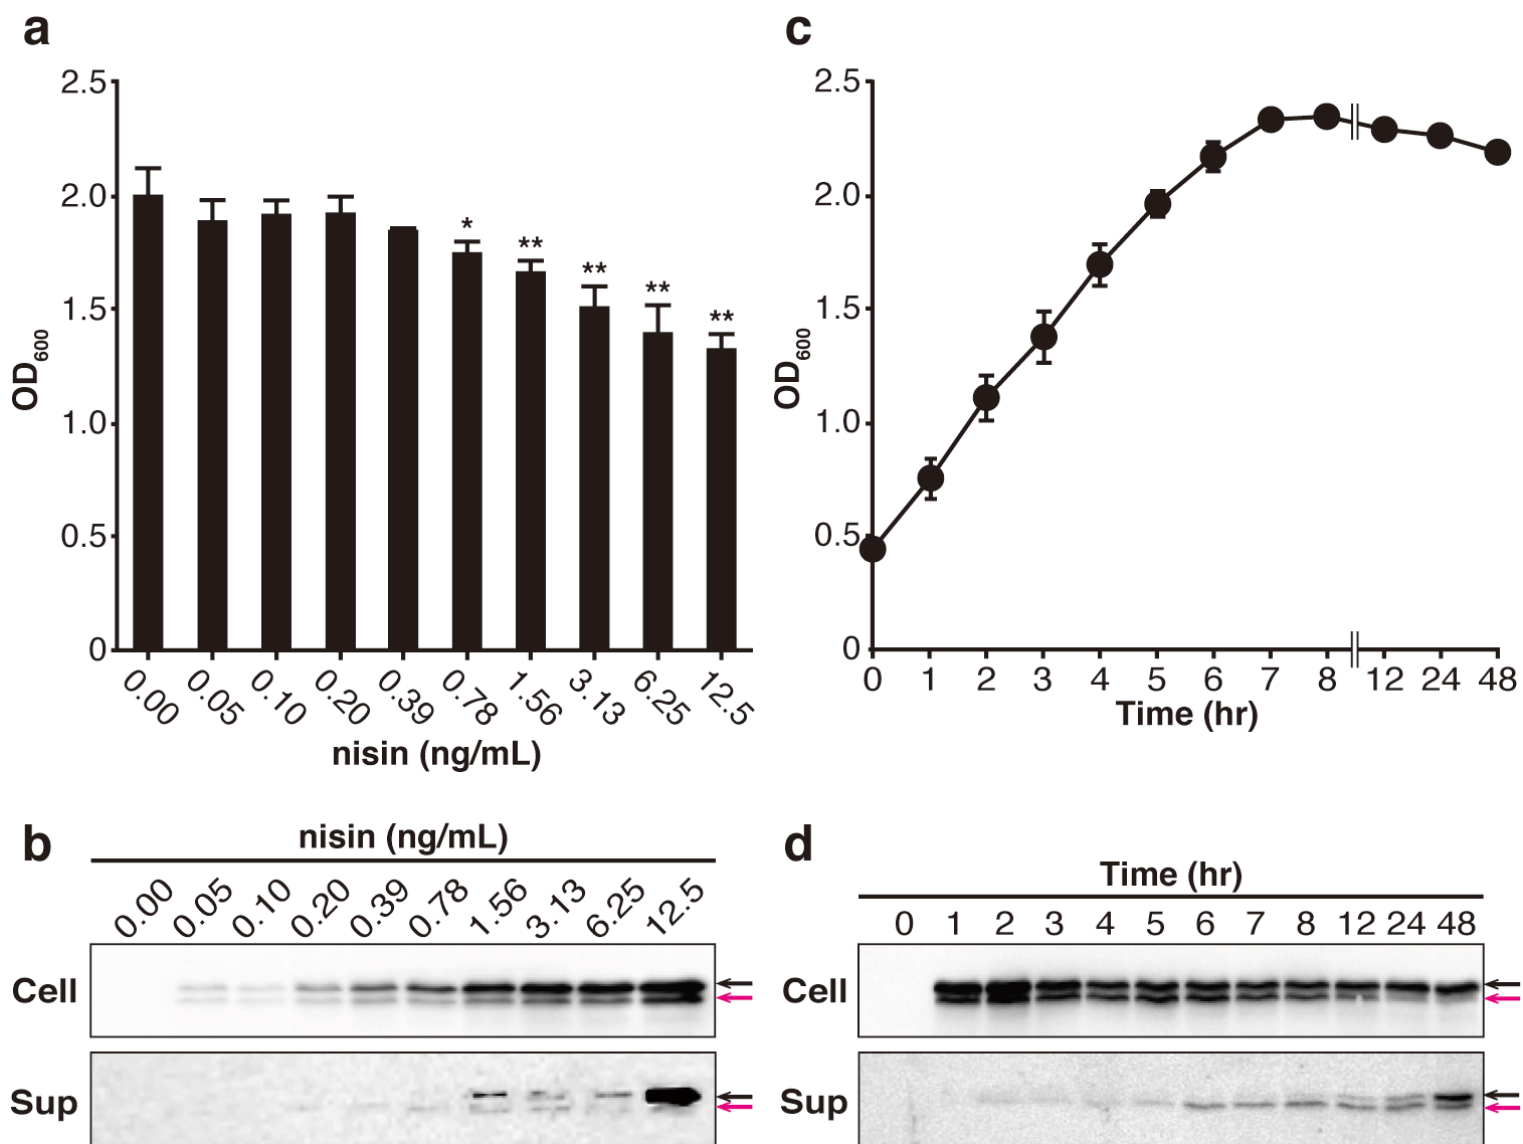 a
2.5
2.0
1.5
1.0
0.5
0
OD600
* ** ** ** **
0.00 0.05 0.10 0.20 0.39 0.78 1.56 3.13 6.25 12.5
nisin (ng/mL)
c
2.5
2.0
1.5
1.0
0.5
0
OD600
0 1 2 3 4 5 6 7 8 12 24 48
Time (hr)
b
nisin (ng/mL)
0.00 0.05 0.10 0.20 0.39 0.78 1.56 3.13 6.25 12.5
Cell
Sup
d
Time (hr)
0 1 2 3 4 5 6 7 8 12 24 48
Cell
Sup